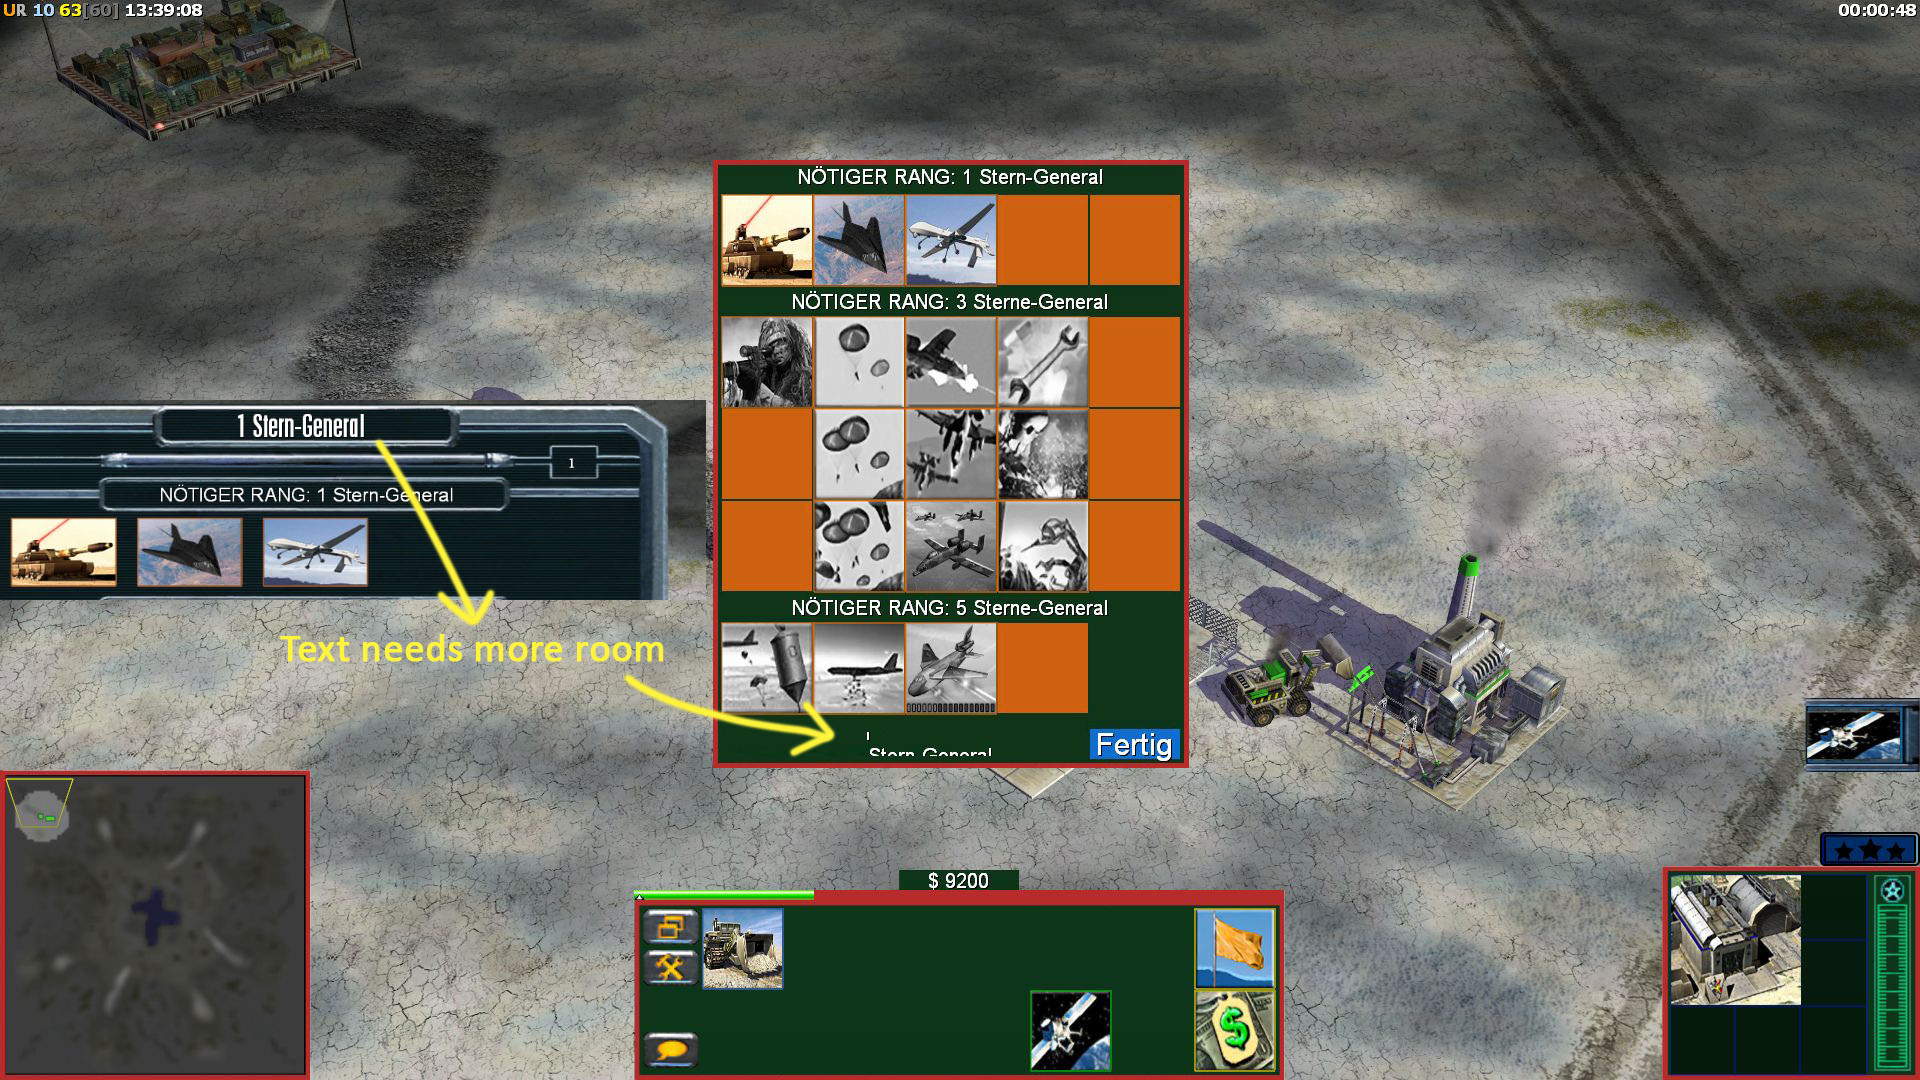 UR 10 63[60] 13:39:08
00:00:48
NÖTIGER RANG: 1 Stern-General
NÖTIGER RANG: 3 Sterne-General
1 Stern-General
1
NÖTIGER RANG: 1 Stern-General
NÖTIGER RANG: 5 Sterne-General
Text needs more room
Stern-General
Fertig
$ 9200